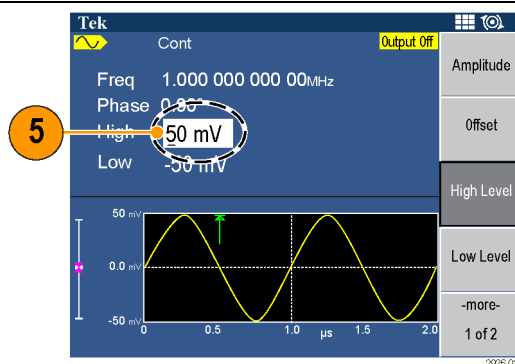 Tek
Cont
Output Off
Freq 1.000 000 000 00MHz
Phase 0.00°
High 50 mV
Low -50 mV
5
Amplitude
Offset
High Level
Low Level
-more-
1 of 2
50 mV
0.0 mV
-50 mV
0 0.5 1.0 µs 1.5 2.0